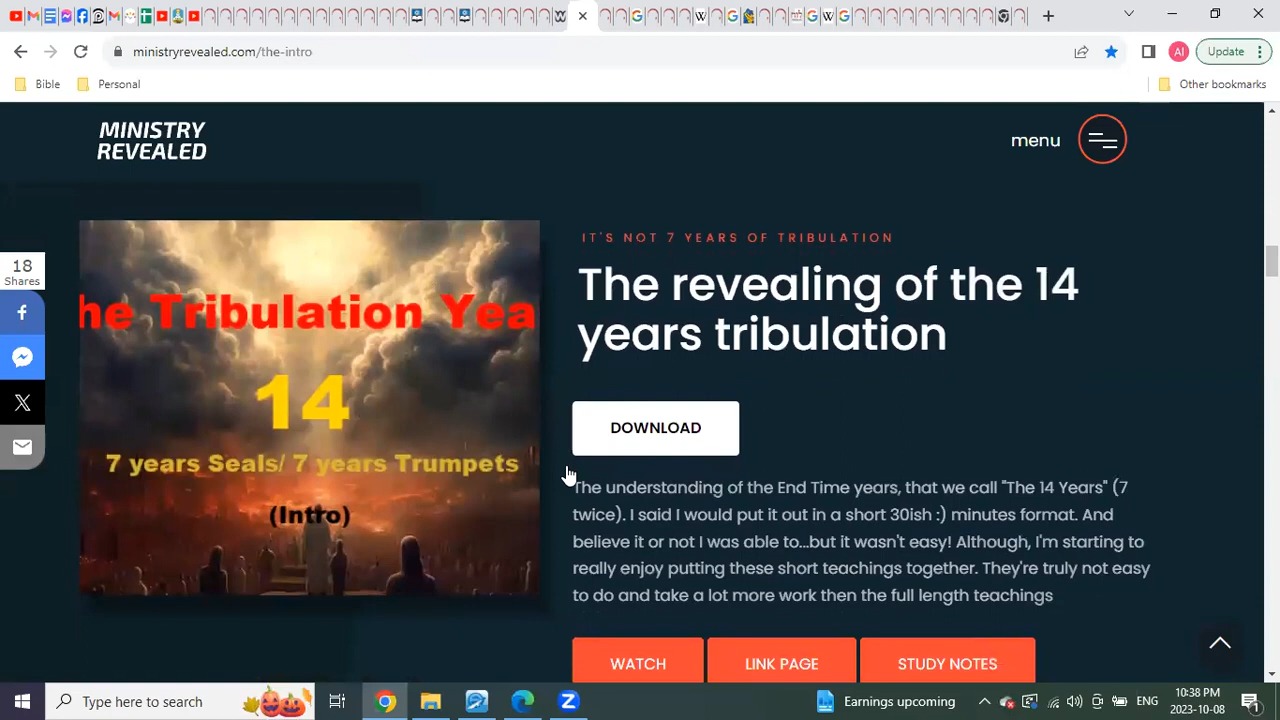 ministryrevealed.com/the-intro
AI
Update
Bible
Personal
Other bookmarks
MINISTRY
REVEALED
menu
18
Shares
he Tribulation Yea
14
7 years Seals/ 7 years Trumpets
(Intro)
IT'S NOT 7 YEARS OF TRIBULATION
The revealing of the 14
years tribulation
DOWNLOAD
The understanding of the End Time years, that we call "The 14 Years" (7
twice). I said I would put it out in a short 30ish :) minutes format. And
believe it or not I was able to...but it wasn't easy! Although, I'm starting to
really enjoy putting these short teachings together. They're truly not easy
to do and take a lot more work then the full length teachings
WATCH
LINK PAGE
STUDY NOTES
Type here to search
Earnings upcoming
ENG
10:38 PM
2023-10-08